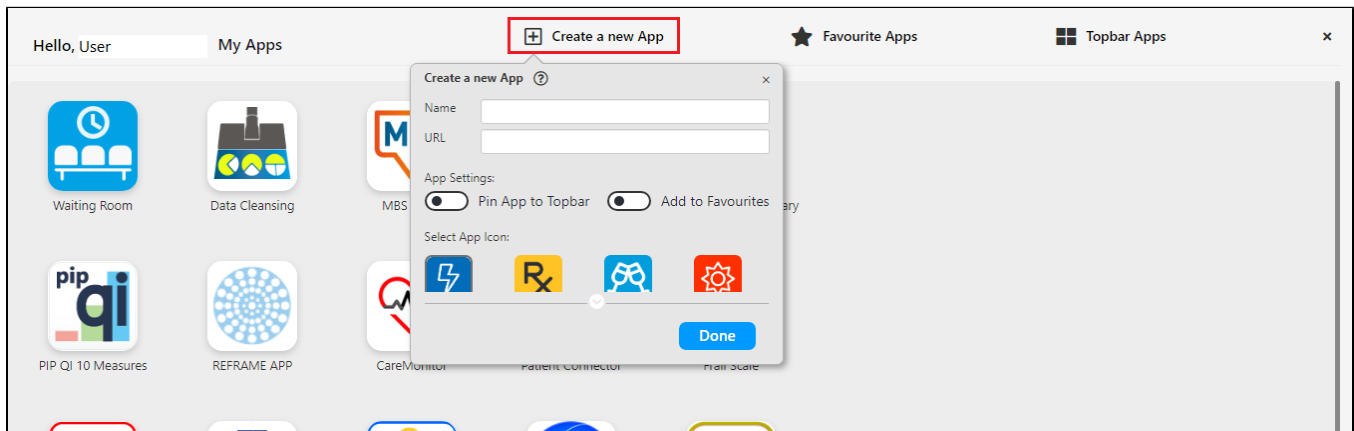 Hello, User My Apps Create a new App Favourite Apps Topbar Apps ×
Create a new App ? ×
Name
URL
App Settings:
Pin App to Topbar Add to Favourites
Select App Icon:
Rx
Done
M
Waiting Room Data Cleansing MBS ary
pip
qi
PIP QI 10 Measures REFRAME APP CareMonitor Patient Connector Frail Scale